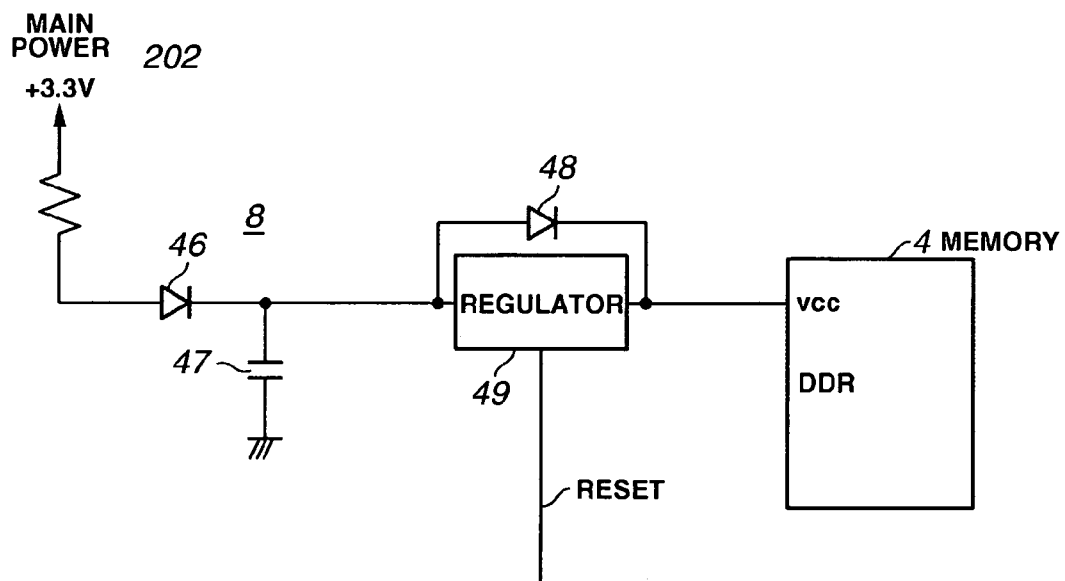 MAIN
POWER
202
+3.3V
48
8
46
4 MEMORY
REGULATOR
vcc
47
49
DDR
RESET